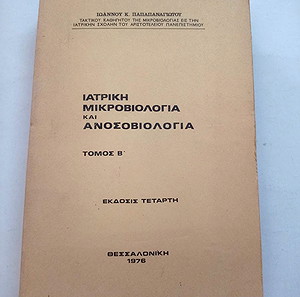 ΙΩΑΝΝΟΥ Κ. ΠΑΠΑΠΑΝΑΓΙΩΤΟΥ
ΤΑΚΤΙΚΟΥ ΚΑΘΗΓΗΤΟΥ ΤΗΣ ΜΙΚΡΟΒΙΟΛΟΓΙΑΣ ΕΙΣ ΤΗΝ
ΙΑΤΡΙΚΗΝ ΣΧΟΛΗΝ ΤΟΥ ΑΡΙΣΤΟΤΕΛΕΙΟΥ ΠΑΝΕΠΙΣΤΗΜΙΟΥ
ΙΑΤΡΙΚΗ
ΜΙΚΡΟΒΙΟΛΟΓΙΑ
ΚΑΙ
ΑΝΟΣΟΒΙΟΛΟΓΙΑ
ΤΟΜΟΣ Β΄
ΕΚΔΟΣΙΣ ΤΕΤΑΡΤΗ
ΘΕΣΣΑΛΟΝΙΚΗ
1976